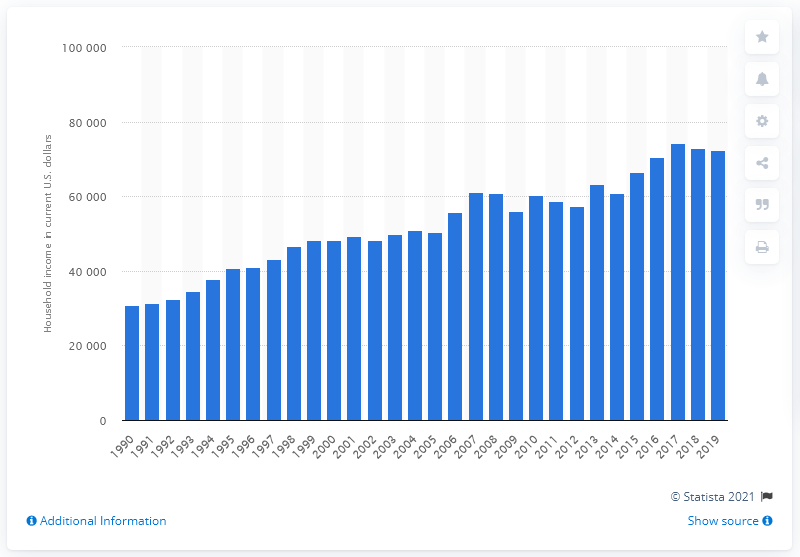 100 000
80 000
60 000
40 000
20 000
0
Household income in current U.S. dollars
1990 1991 1992 1993 1994 1995 1996 1997 1998 1999 2000 2001 2002 2003 2004 2005 2006 2007 2008 2009 2010 2011 2012 2013 2014 2015 2016 2017 2018 2019
© Statista 2021
Additional Information
Show source